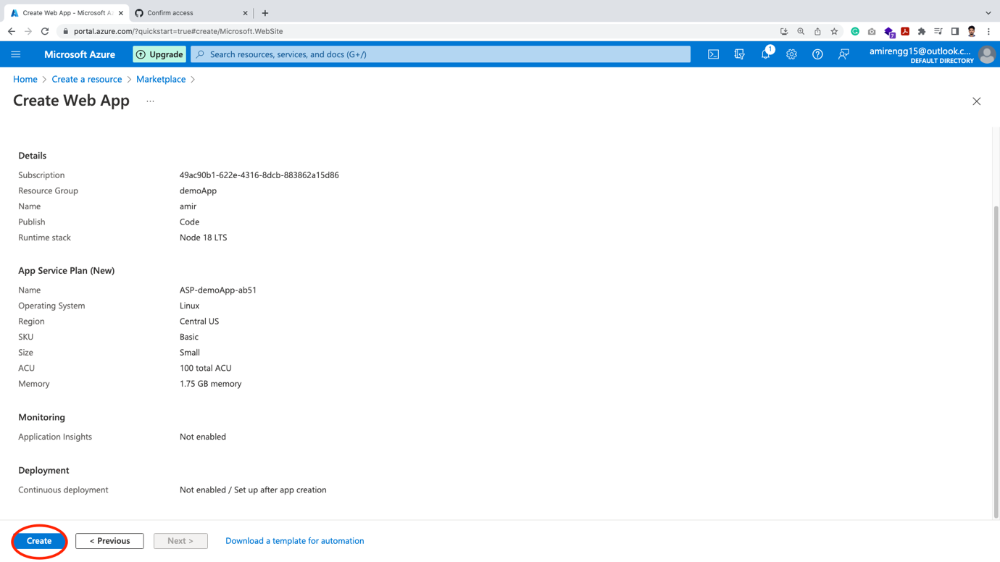 Create Web App - Microsoft Az
Confirm access
portal.azure.com/?quickstart=true#create/Microsoft.WebSite
7
Microsoft Azure
Upgrade
Search resources, services, and docs (G+/)
1
amirengg15@outlook.c...
DEFAULT DIRECTORY
Home > Create a resource > Marketplace >
Create Web App ...
Details
Subscription 49ac90b1-622e-4316-8dcb-883862a15d86
Resource Group demoApp
Name amir
Publish Code
Runtime stack Node 18 LTS
App Service Plan (New)
Name ASP-demoApp-ab51
Operating System Linux
Region Central US
SKU Basic
Size Small
ACU 100 total ACU
Memory 1.75 GB memory
Monitoring
Application Insights Not enabled
Deployment
Continuous deployment Not enabled / Set up after app creation
Create < Previous Next > Download a template for automation